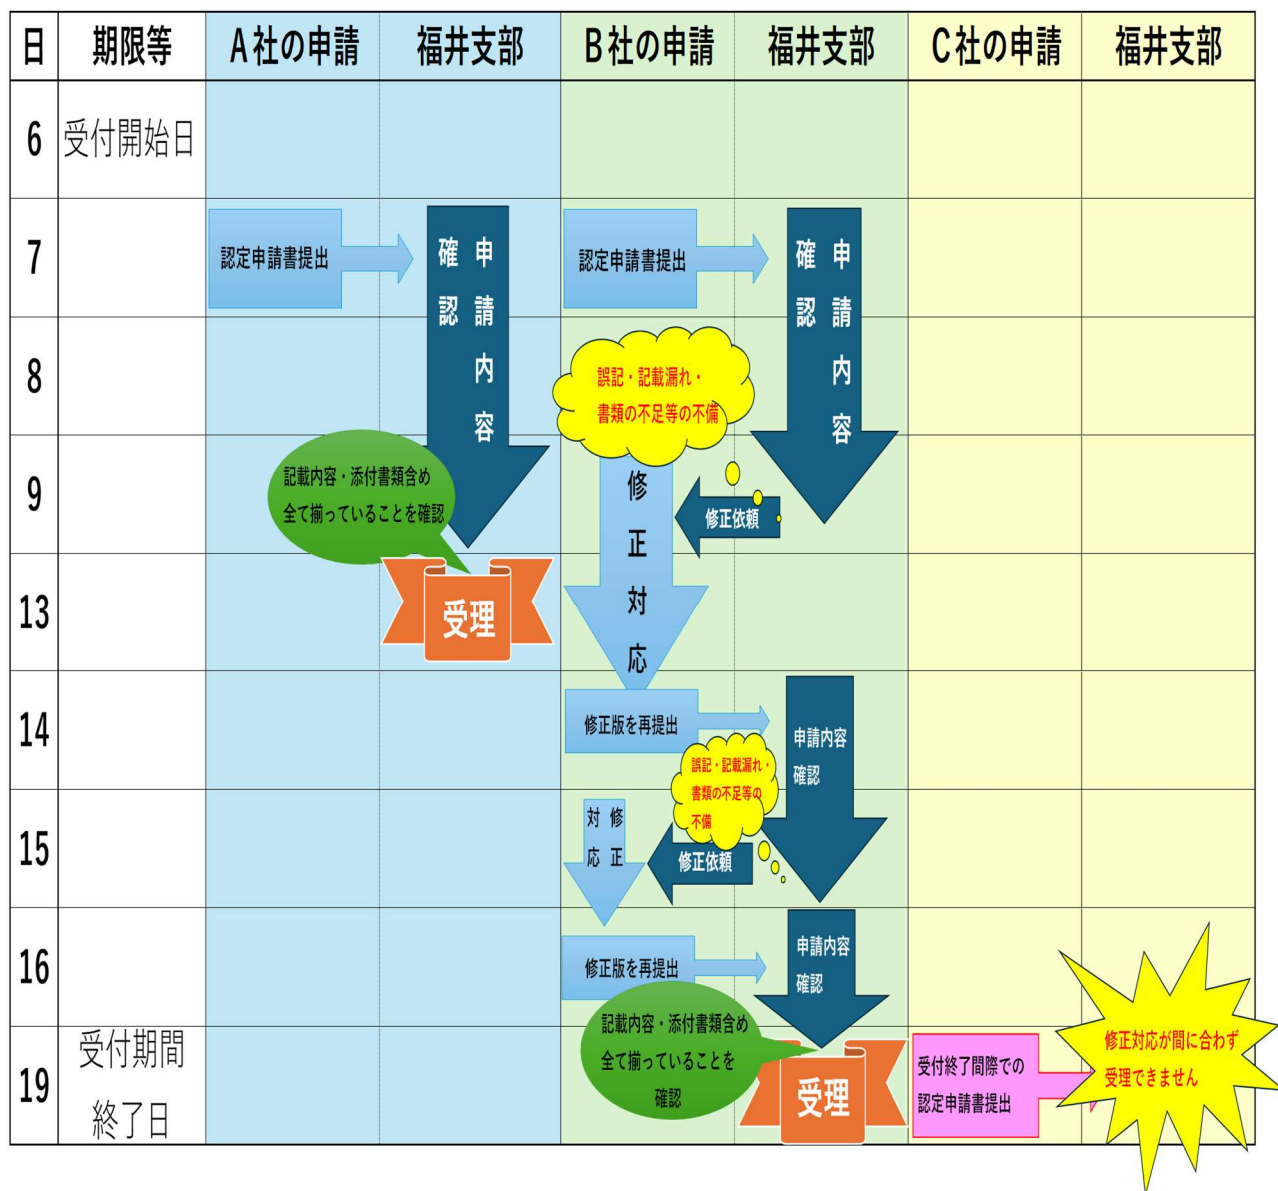 日 期限等 A社の申請 福井支部 B社の申請 福井支部 C社の申請 福井支部
6 受付開始日
7
認定申請書提出
申請内容
確認
認定申請書提出
申請内容
確認
8
誤記・記載漏れ・
書類の不足等の不備
9
記載内容・添付書類含め
全て揃っていることを確認
修正対応
修正依頼
13
受理
14
修正版を再提出
申請内容
確認
誤記・記載漏れ・
書類の不足等の
不備
15
修正
対応
修正依頼
16
修正版を再提出
申請内容
確認
19
受付期間
終了日
記載内容・添付書類含め
全て揃っていることを
確認
受理
受付終了間際での
認定申請書提出
修正対応が間に合わず
受理できません